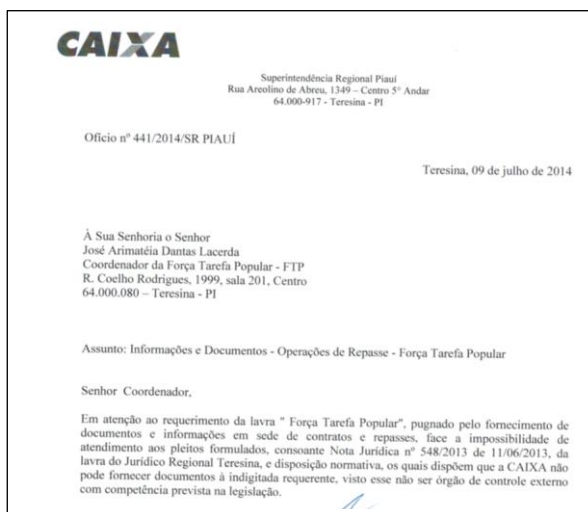 CAIXA
Superintendência Regional Piauí
Rua Areolino de Abreu, 1349 – Centro 5° Andar
64.000-917 - Teresina - PI
Ofício nº 441/2014/SR PIAUÍ
Teresina, 09 de julho de 2014
À Sua Senhoria o Senhor
José Arimatéia Dantas Lacerda
Coordenador da Força Tarefa Popular - FTP
R. Coelho Rodrigues, 1999, sala 201, Centro
64.000.080 – Teresina - PI
Assunto: Informações e Documentos - Operações de Repasse - Força Tarefa Popular
Senhor Coordenador,
Em atenção ao requerimento da lavra " Força Tarefa Popular", pugnado pelo fornecimento de
documentos e informações em sede de contratos e repasses, face a impossibilidade de
atendimento aos pleitos formulados, consoante Nota Jurídica nº 548/2013 de 11/06/2013, da
lavra do Jurídico Regional Teresina, e disposição normativa, os quais dispõem que a CAIXA não
pode fornecer documentos à indigitada requerente, visto esse não ser órgão de controle externo
com competência prevista na legislação.